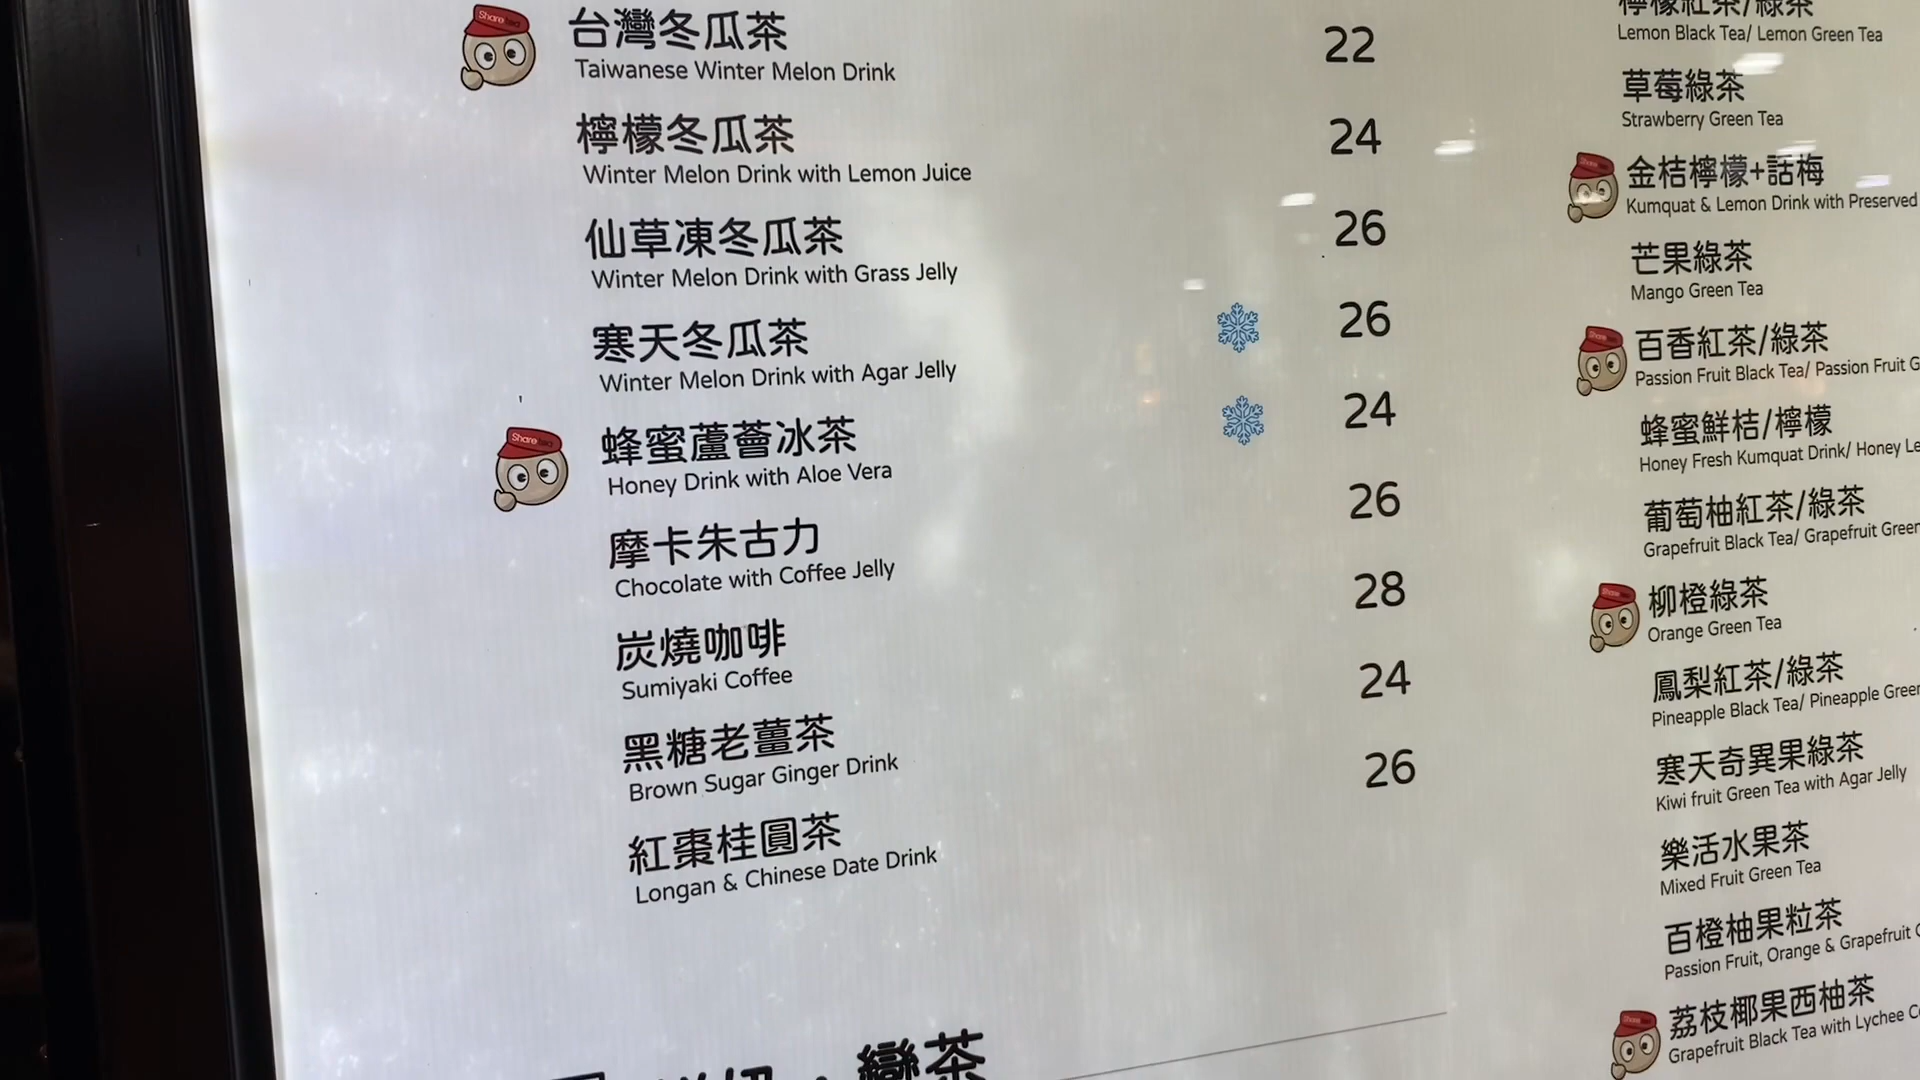 台灣冬瓜茶
Taiwanese Winter Melon Drink
22
檸檬冬瓜茶
Winter Melon Drink with Lemon Juice
24
仙草凍冬瓜茶
Winter Melon Drink with Grass Jelly
26
寒天冬瓜茶
Winter Melon Drink with Agar Jelly
26
蜂蜜蘆薈冰茶
Honey Drink with Aloe Vera
24
摩卡朱古力
Chocolate with Coffee Jelly
26
炭燒咖啡
Sumiyaki Coffee
28
黑糖老薑茶
Brown Sugar Ginger Drink
24
紅棗桂圓茶
Longan & Chinese Date Drink
26
檸檬紅茶/綠茶
Lemon Black Tea/ Lemon Green Tea
草莓綠茶
Strawberry Green Tea
金桔檸檬+話梅
Kumquat & Lemon Drink with Preserved
芒果綠茶
Mango Green Tea
百香紅茶/綠茶
Passion Fruit Black Tea/ Passion Fruit
蜂蜜鮮桔/檸檬
Honey Fresh Kumquat Drink/ Honey
葡萄柚紅茶/綠茶
Grapefruit Black Tea/ Grapefruit Green
柳橙綠茶
Orange Green Tea
鳳梨紅茶/綠茶
Pineapple Black Tea/ Pineapple Green
寒天奇異果綠茶
Kiwi fruit Green Tea with Agar Jelly
樂活水果茶
Mixed Fruit Green Tea
百橙柚果粒茶
Passion Fruit, Orange & Grapefruit
荔枝椰果西柚茶
Grapefruit Black Tea with Lychee